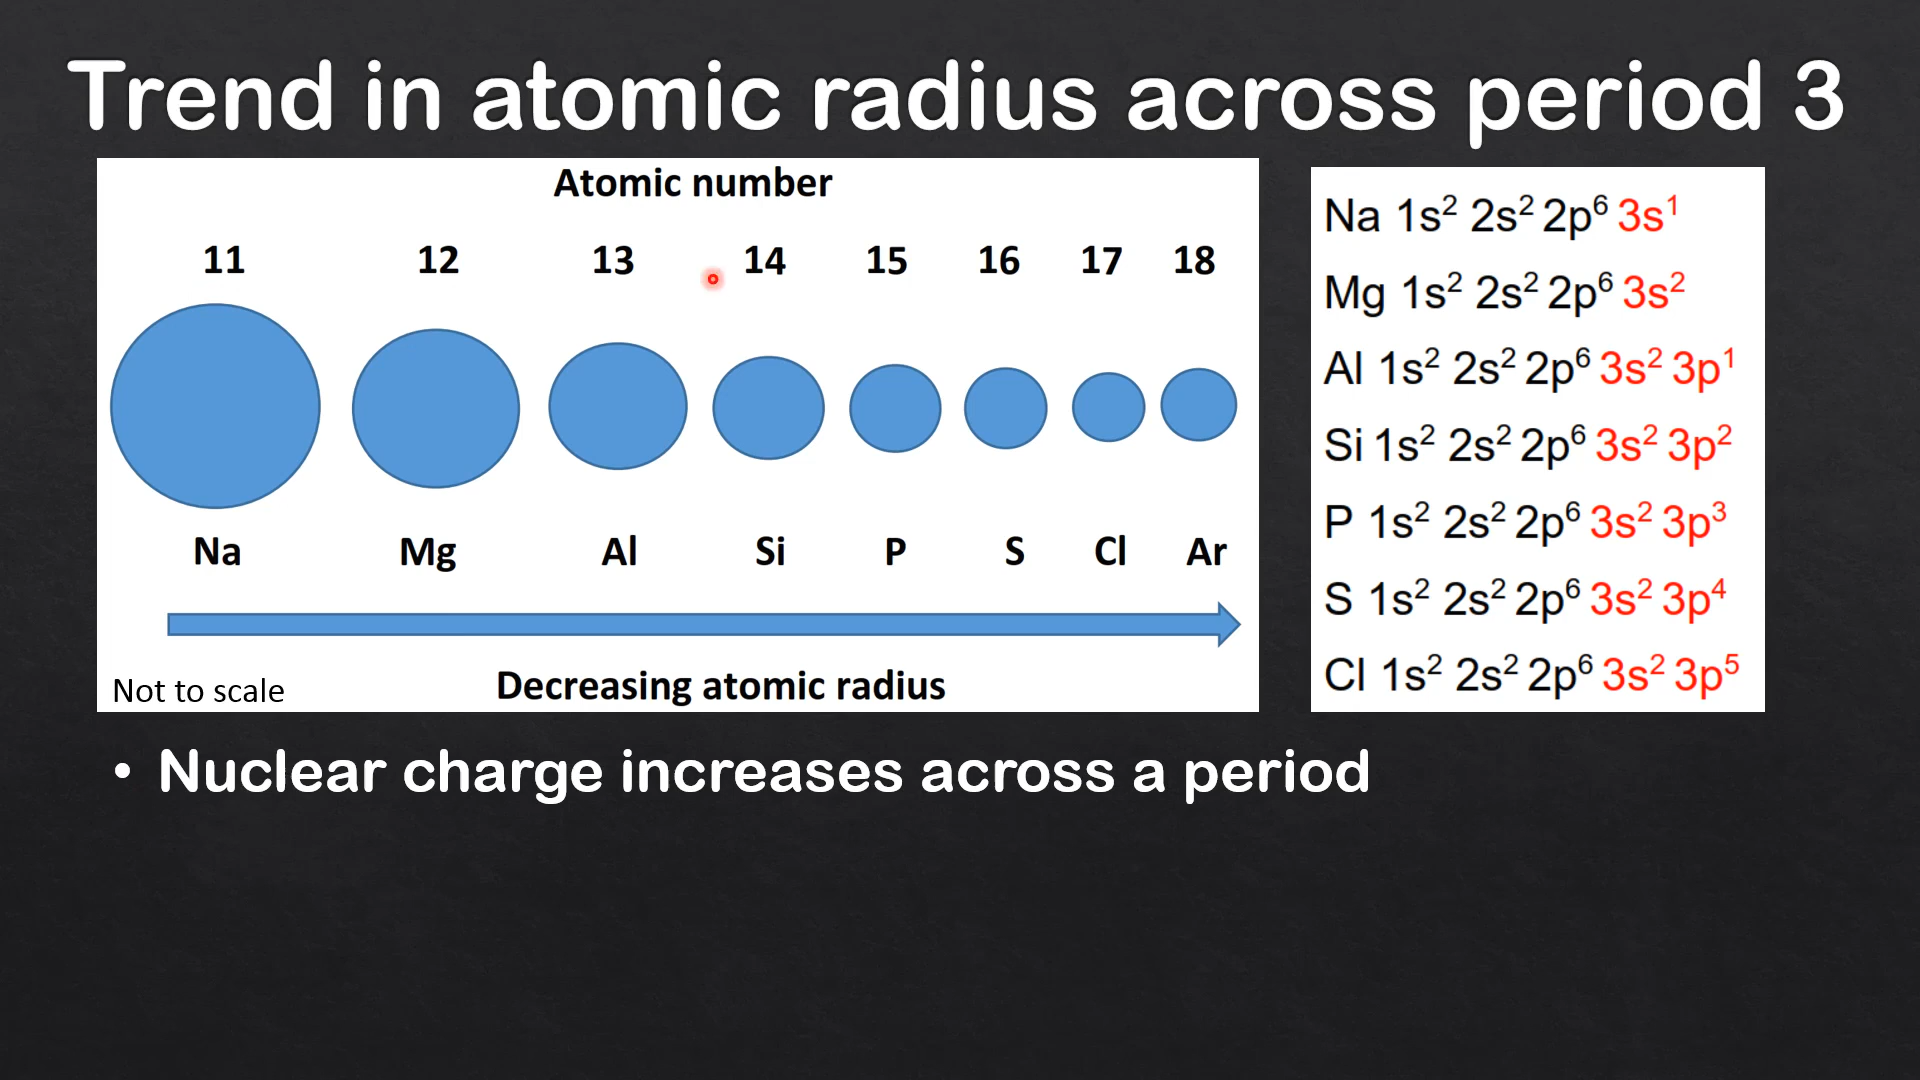 Trend in atomic radius across period 3
Atomic number
11 12 13 14 15 16 17 18
Na Mg Al Si P S Cl Ar
Not to scale
Decreasing atomic radius
Na 1s² 2s² 2p⁶ 3s¹
Mg 1s² 2s² 2p⁶ 3s²
Al 1s² 2s² 2p⁶ 3s² 3p¹
Si 1s² 2s² 2p⁶ 3s² 3p²
P 1s² 2s² 2p⁶ 3s² 3p³
S 1s² 2s² 2p⁶ 3s² 3p⁴
Cl 1s² 2s² 2p⁶ 3s² 3p⁵
• Nuclear charge increases across a period